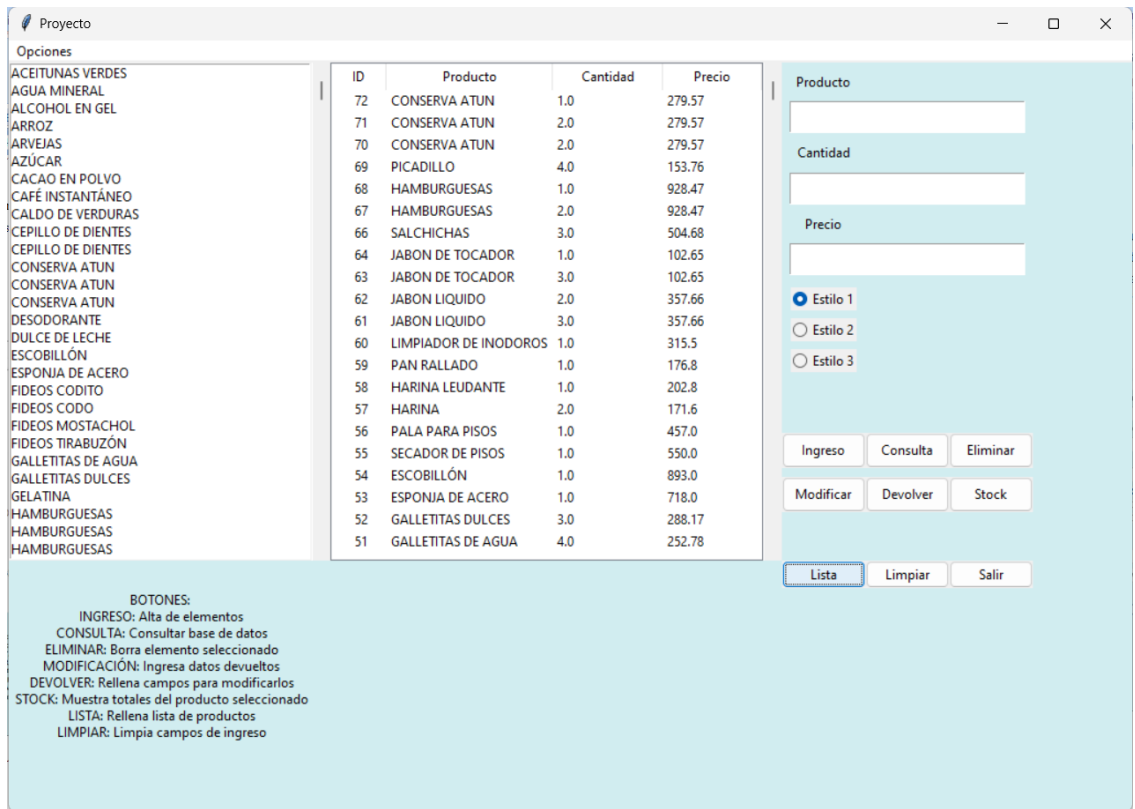 Proyecto
Opciones
ACEITUNAS VERDES
AGUA MINERAL
ALCOHOL EN GEL
ARROZ
ARVEJAS
AZÚCAR
CACAO EN POLVO
CAFÉ INSTANTÁNEO
CALDO DE VERDURAS
CEPILLO DE DIENTES
CEPILLO DE DIENTES
CONSERVA ATUN
CONSERVA ATUN
CONSERVA ATUN
DESODORANTE
DULCE DE LECHE
ESCOBILLÓN
ESPONJA DE ACERO
FIDEOS CODITO
FIDEOS CODO
FIDEOS MOSTACHOL
FIDEOS TIRABUZÓN
GALLETITAS DE AGUA
GALLETITAS DULCES
GELATINA
HAMBURGUESAS
HAMBURGUESAS
HAMBURGUESAS
ID Producto Cantidad Precio
72 CONSERVA ATUN 1.0 279.57
71 CONSERVA ATUN 2.0 279.57
70 CONSERVA ATUN 2.0 279.57
69 PICADILLO 4.0 153.76
68 HAMBURGUESAS 1.0 928.47
67 HAMBURGUESAS 2.0 928.47
66 SALCHICHAS 3.0 504.68
64 JABON DE TOCADOR 1.0 102.65
63 JABON DE TOCADOR 3.0 102.65
62 JABON LIQUIDO 2.0 357.66
61 JABON LIQUIDO 3.0 357.66
60 LIMPIADOR DE INODOROS 1.0 315.5
59 PAN RALLADO 1.0 176.8
58 HARINA LEUDANTE 1.0 202.8
57 HARINA 2.0 171.6
56 PALA PARA PISOS 1.0 457.0
55 SECADOR DE PISOS 1.0 550.0
54 ESCOBILLÓN 1.0 893.0
53 ESPONJA DE ACERO 1.0 718.0
52 GALLETITAS DULCES 3.0 288.17
51 GALLETITAS DE AGUA 4.0 252.78
Producto
Cantidad
Precio
Estilo 1
Estilo 2
Estilo 3
Ingreso Consulta Eliminar
Modificar Devolver Stock
Lista Limpiar Salir
BOTONES:
INGRESO: Alta de elementos
CONSULTA: Consultar base de datos
ELIMINAR: Borra elemento seleccionado
MODIFICACIÓN: Ingresa datos devueltos
DEVOLVER: Rellena campos para modificarlos
STOCK: Muestra totales del producto seleccionado
LISTA: Rellena lista de productos
LIMPIAR: Limpia campos de ingreso